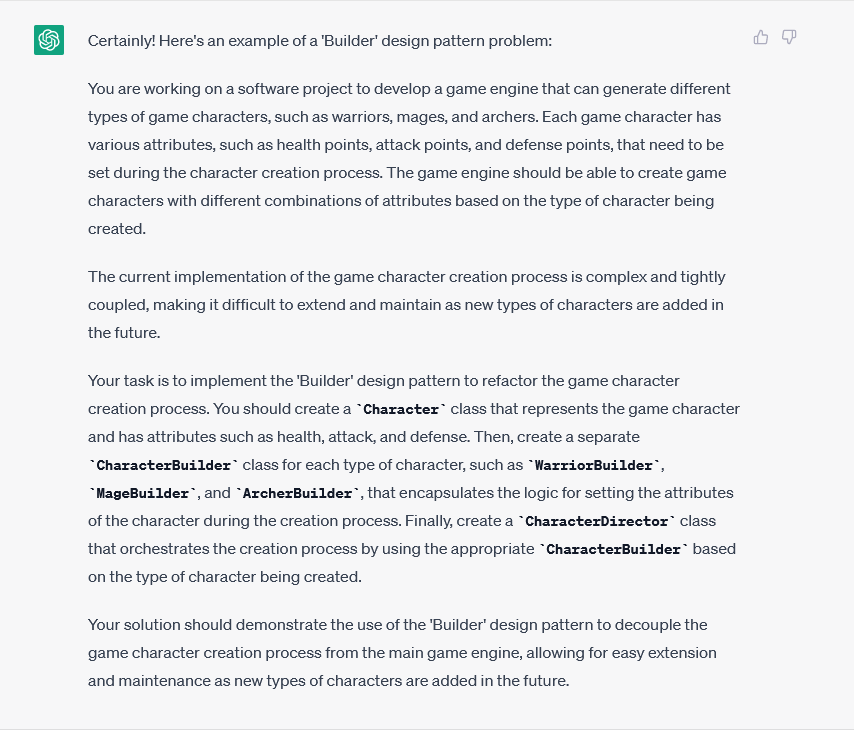 Certainly! Here's an example of a 'Builder' design pattern problem:
You are working on a software project to develop a game engine that can generate different
types of game characters, such as warriors, mages, and archers. Each game character has
various attributes, such as health points, attack points, and defense points, that need to be
set during the character creation process. The game engine should be able to create game
characters with different combinations of attributes based on the type of character being
created.
The current implementation of the game character creation process is complex and tightly
coupled, making it difficult to extend and maintain as new types of characters are added in
the future.
Your task is to implement the 'Builder' design pattern to refactor the game character
creation process. You should create a `Character` class that represents the game character
and has attributes such as health, attack, and defense. Then, create a separate
`CharacterBuilder` class for each type of character, such as `WarriorBuilder`,
`MageBuilder`, and `ArcherBuilder`, that encapsulates the logic for setting the attributes
of the character during the creation process. Finally, create a `CharacterDirector` class
that orchestrates the creation process by using the appropriate `CharacterBuilder` based
on the type of character being created.
Your solution should demonstrate the use of the 'Builder' design pattern to decouple the
game character creation process from the main game engine, allowing for easy extension
and maintenance as new types of characters are added in the future.